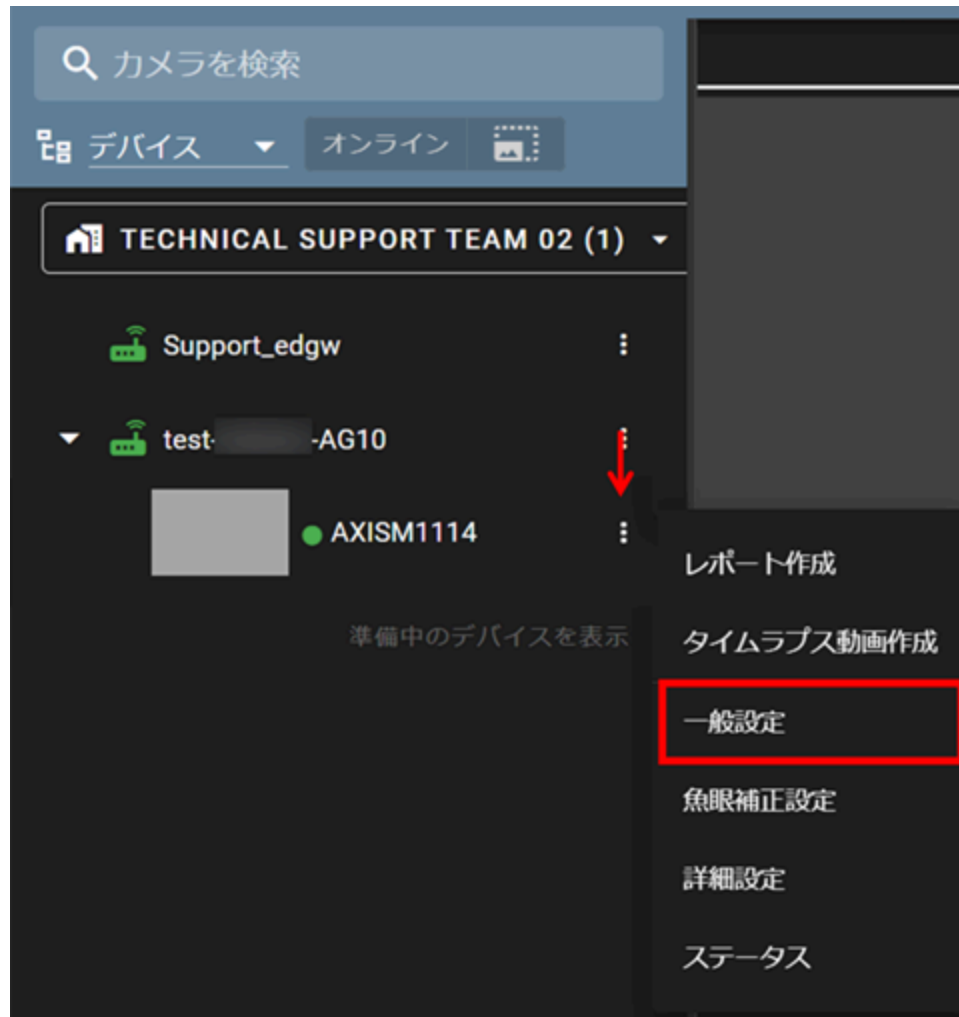 カメラを検索
デバイス
オンライン
TECHNICAL SUPPORT TEAM 02 (1)
Support_edgw
test- -AG10
AXISM1114
準備中のデバイスを表示
レポート作成
タイムラプス動画作成
一般設定
魚眼補正設定
詳細設定
ステータス